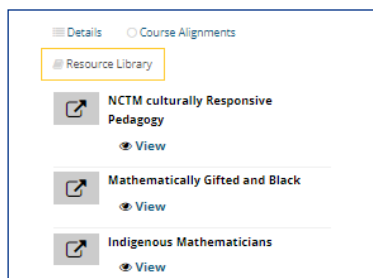 Details Course Alignments
Resource Library
NCTM culturally Responsive
Pedagogy
View
Mathematically Gifted and Black
View
Indigenous Mathematicians
View